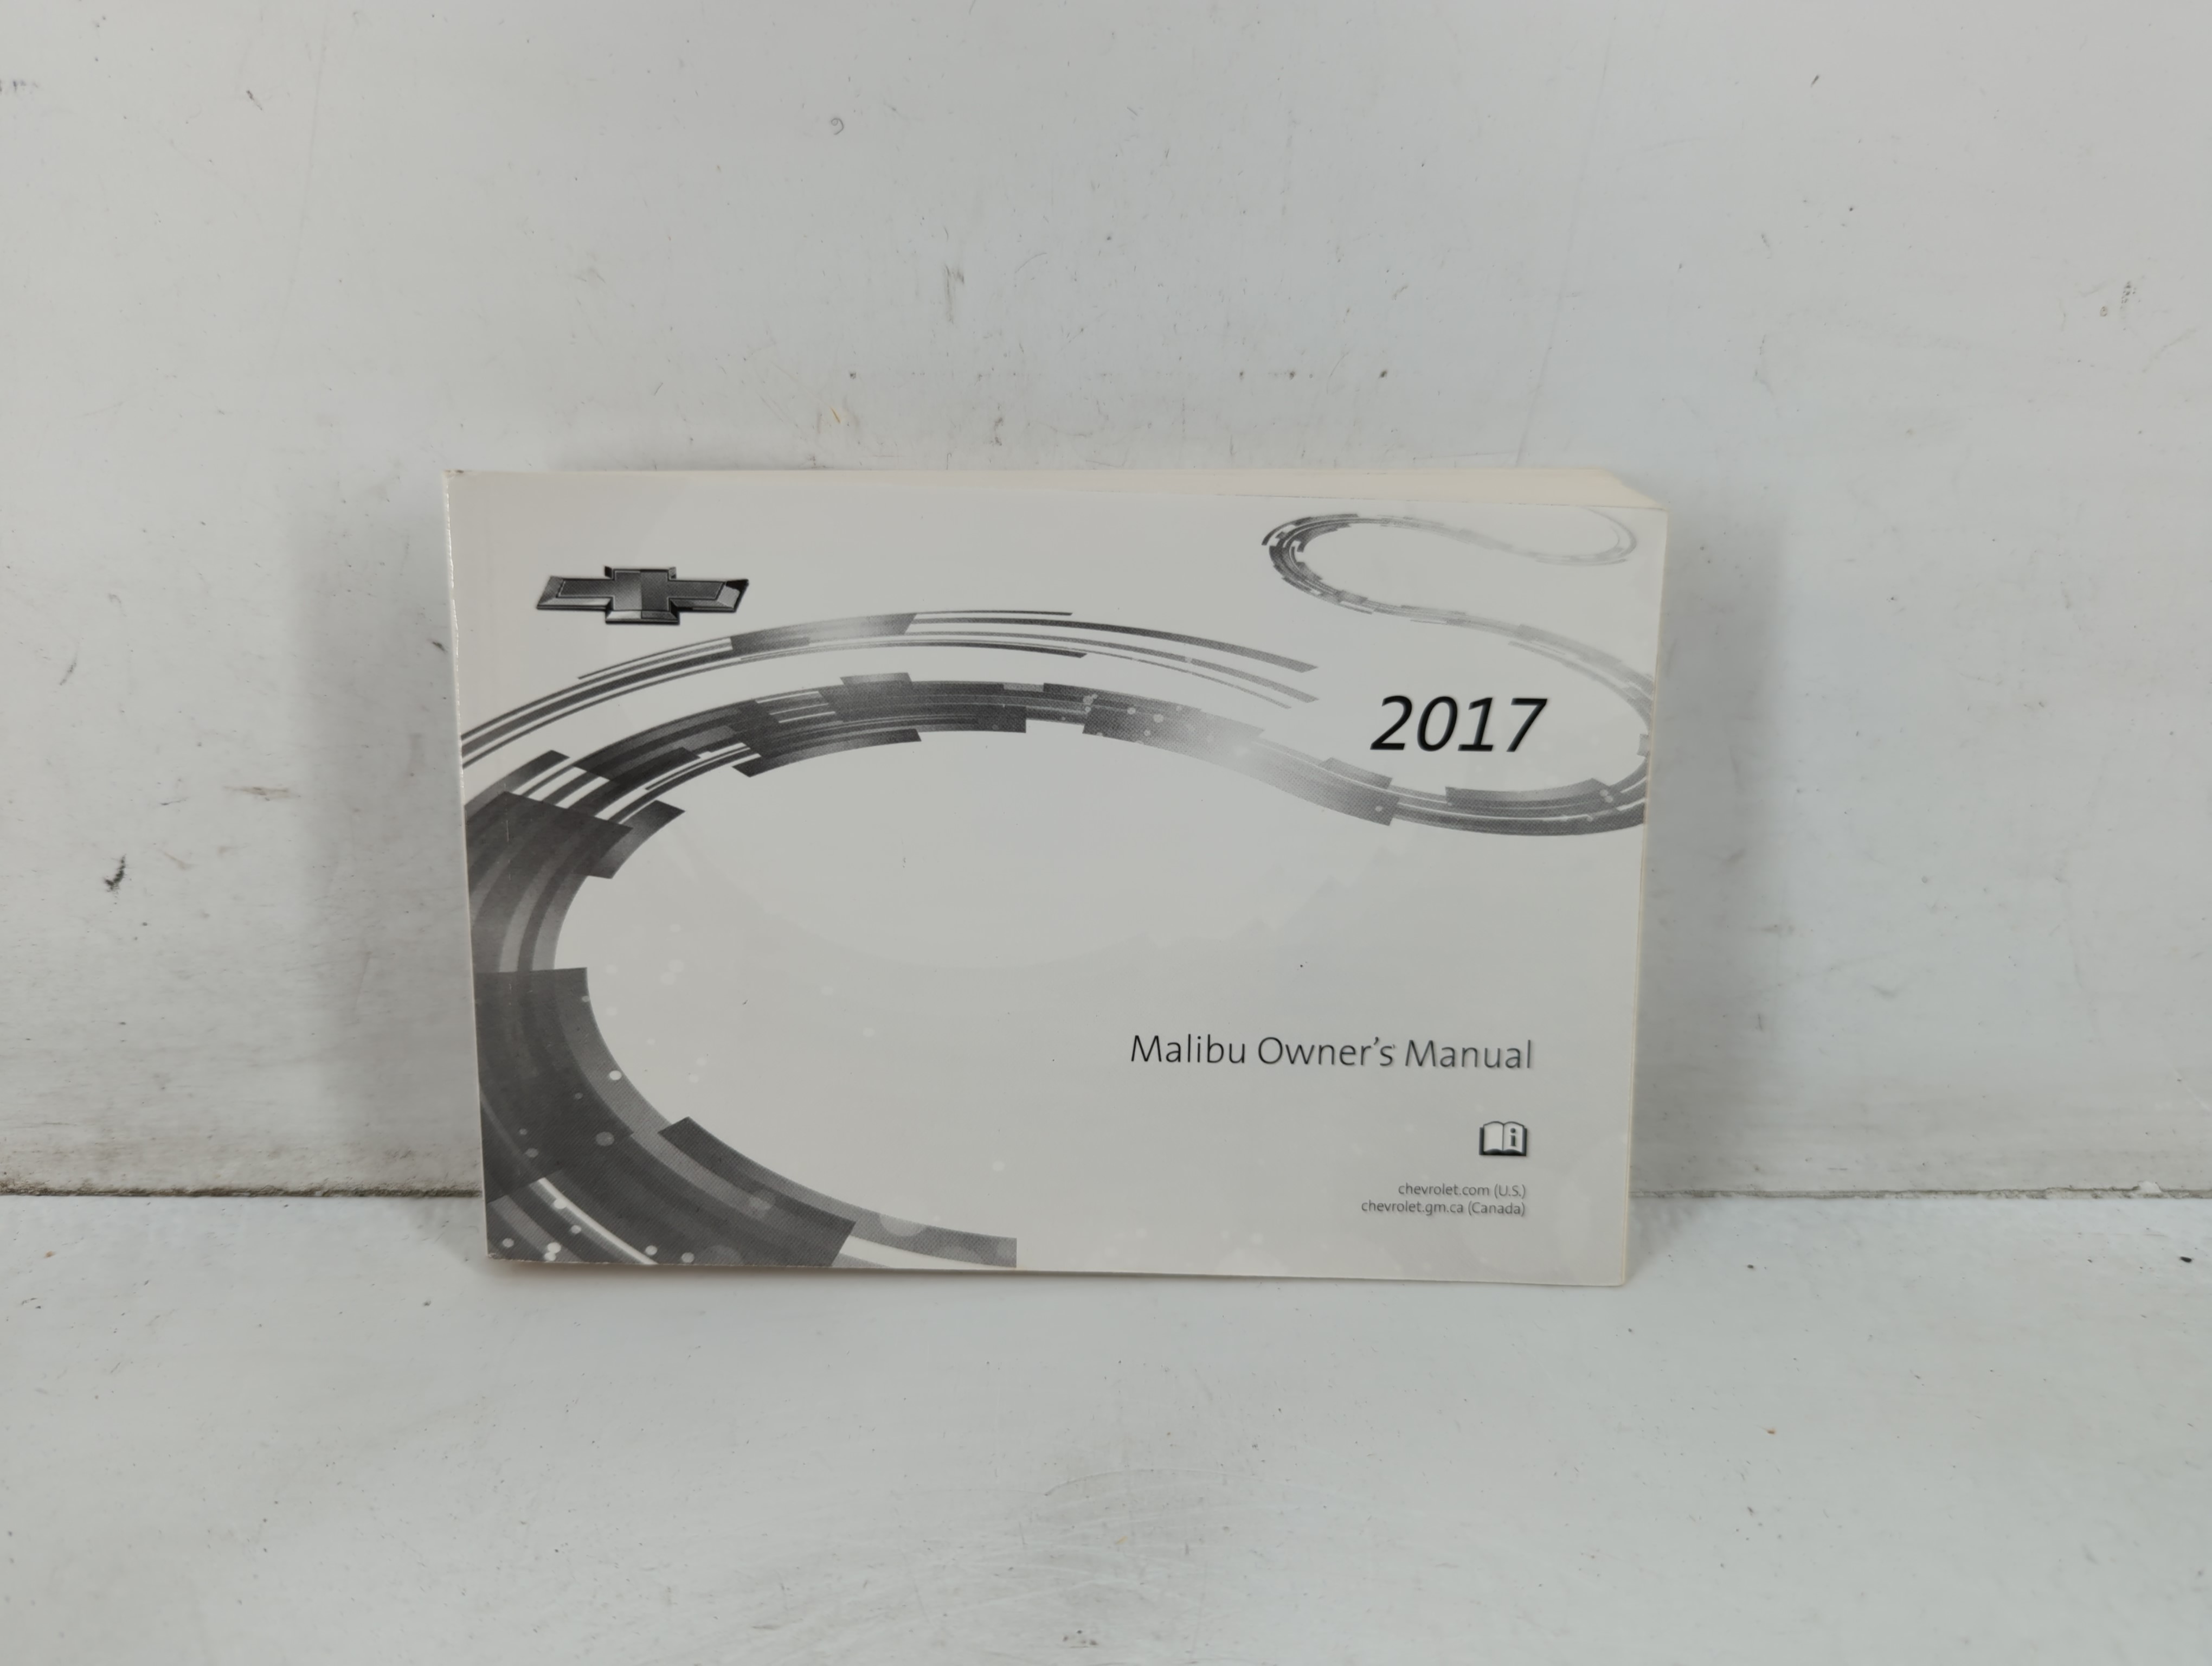 2017
Malibu Owner's Manual
chevrolet.com (U.S.)
chevrolet.gm.ca (Canada)